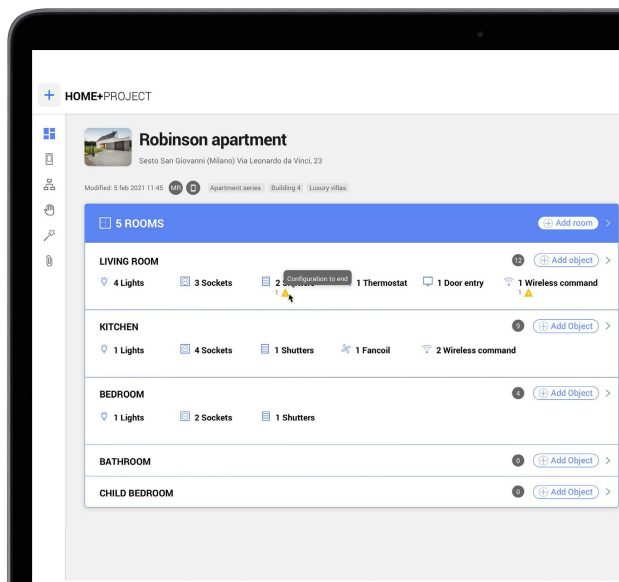 HOME+PROJECT
Robinson apartment
Sesto San Giovanni (Milano) Via Leonardo da Vinci, 23
Modified: 5 feb 2021 11:45 MR Apartment series Building 4 Luxury villas
5 ROOMS Add room
LIVING ROOM 12 Add object
4 Lights 3 Sockets 2 Configuration to end 1 Thermostat 1 Door entry 1 Wireless command
1 1
KITCHEN 9 Add Object
1 Lights 4 Sockets 1 Shutters 1 Fancoil 2 Wireless command
BEDROOM 4 Add Object
1 Lights 2 Sockets 1 Shutters
BATHROOM 0 Add Object
CHILD BEDROOM 0 Add Object